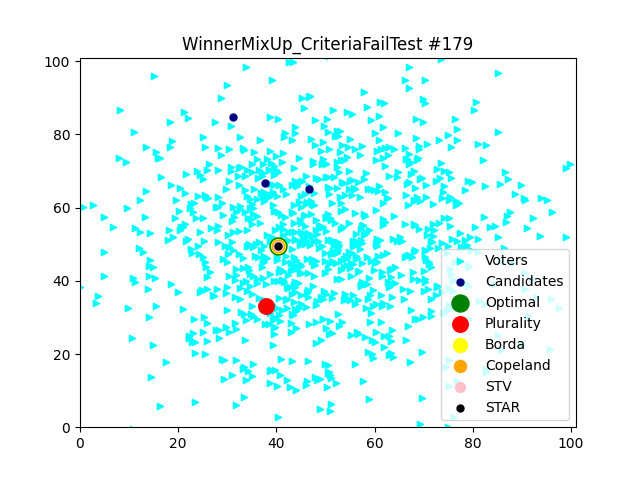 WinnerMixUp_CriteriaFailTest #179
100
80
60
40
20
0
0
20
40
60
80
100
Voters
Candidates
Optimal
Plurality
Borda
Copeland
STV
STAR